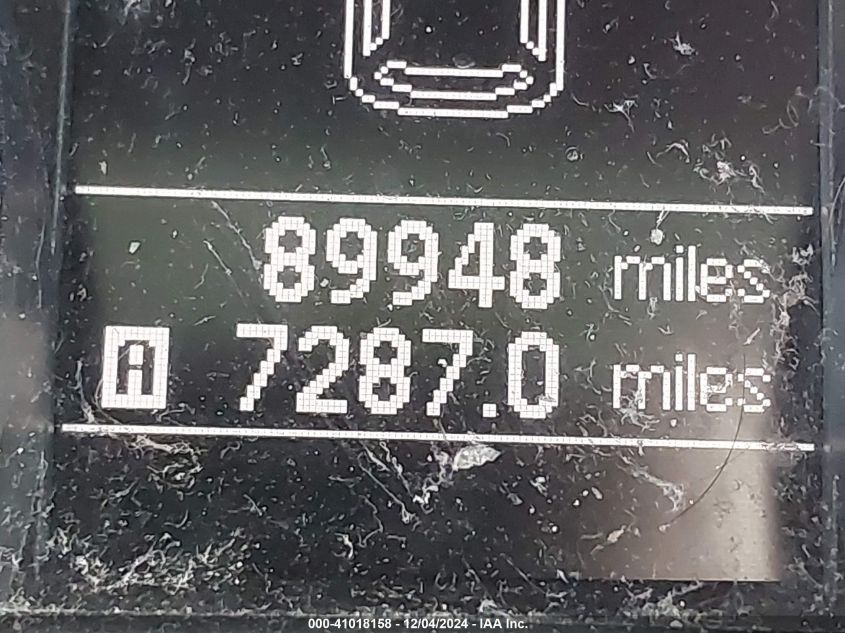 89948 miles
A 7287.0 miles
000-41018158 - 12/04/2024 - IAA Inc.